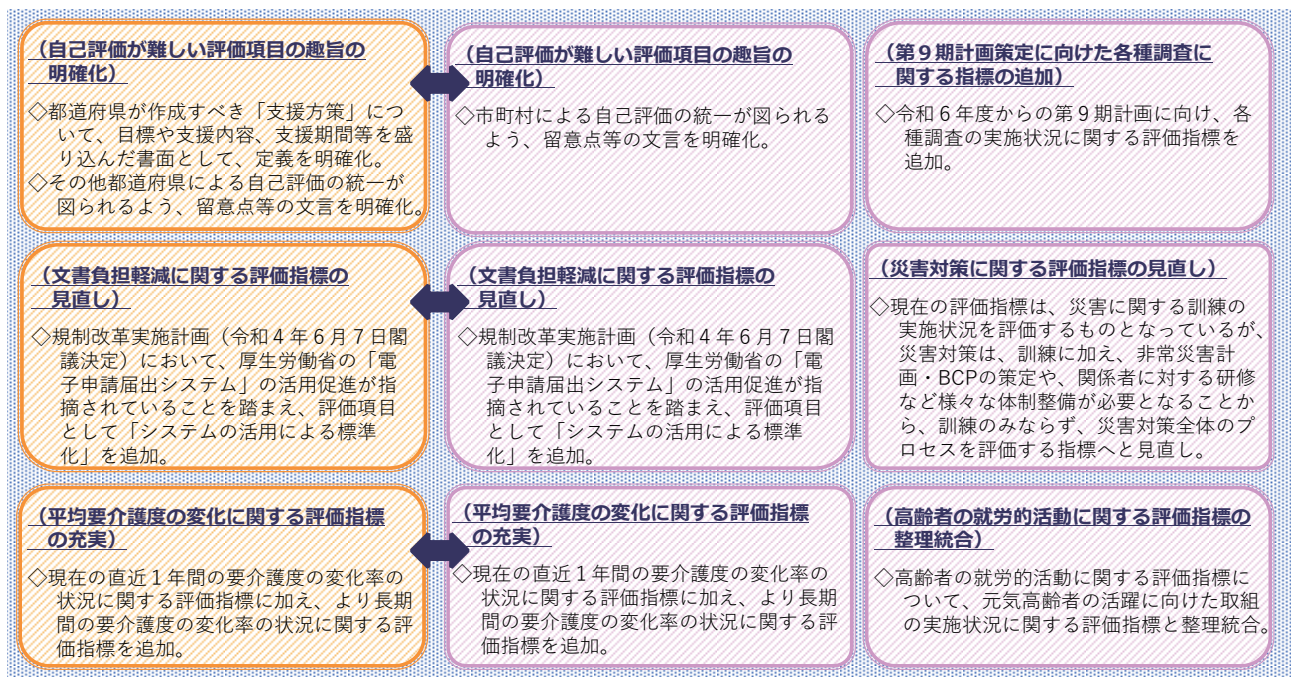 （自己評価が難しい評価項目の趣旨の
明確化）
◇都道府県が作成すべき「支援方策」につ
いて、目標や支援内容、支援期間等を盛
り込んだ書面として、定義を明確化。
◇その他都道府県による自己評価の統一が
図られるよう、留意点等の文言を明確化。
（自己評価が難しい評価項目の趣旨の
明確化）
◇市町村による自己評価の統一が図られる
よう、留意点等の文言を明確化。
（第９期計画策定に向けた各種調査に
関する指標の追加）
◇令和６年度からの第９期計画に向け、各
種調査の実施状況に関する評価指標を
追加。
（文書負担軽減に関する評価指標の
見直し）
◇規制改革実施計画（令和４年６月７日閣
議決定）において、厚生労働省の「電
子申請届出システム」の活用促進が指
摘されていることを踏まえ、評価項目
として「システムの活用による標準
化」を追加。
（文書負担軽減に関する評価指標の
見直し）
◇規制改革実施計画（令和４年６月７日閣
議決定）において、厚生労働省の「電
子申請届出システム」の活用促進が指
摘されていることを踏まえ、評価項目
として「システムの活用による標準
化」を追加。
（災害対策に関する評価指標の見直し）
◇現在の評価指標は、災害に関する訓練の
実施状況を評価するものとなっているが、
災害対策は、訓練に加え、非常災害計
画・BCPの策定や、関係者に対する研修
など様々な体制整備が必要となることか
ら、訓練のみならず、災害対策全体のプ
ロセスを評価する指標へと見直し。
（平均要介護度の変化に関する評価指標
の充実）
◇現在の直近１年間の要介護度の変化率の
状況に関する評価指標に加え、より長期
間の要介護度の変化率の状況に関する評
価指標を追加。
（平均要介護度の変化に関する評価指標
の充実）
◇現在の直近１年間の要介護度の変化率の
状況に関する評価指標に加え、より長期
間の要介護度の変化率の状況に関する評
価指標を追加。
（高齢者の就労的活動に関する評価指標の
整理統合）
◇高齢者の就労的活動に関する評価指標に
ついて、元気高齢者の活躍に向けた取組
の実施状況に関する評価指標と整理統合。